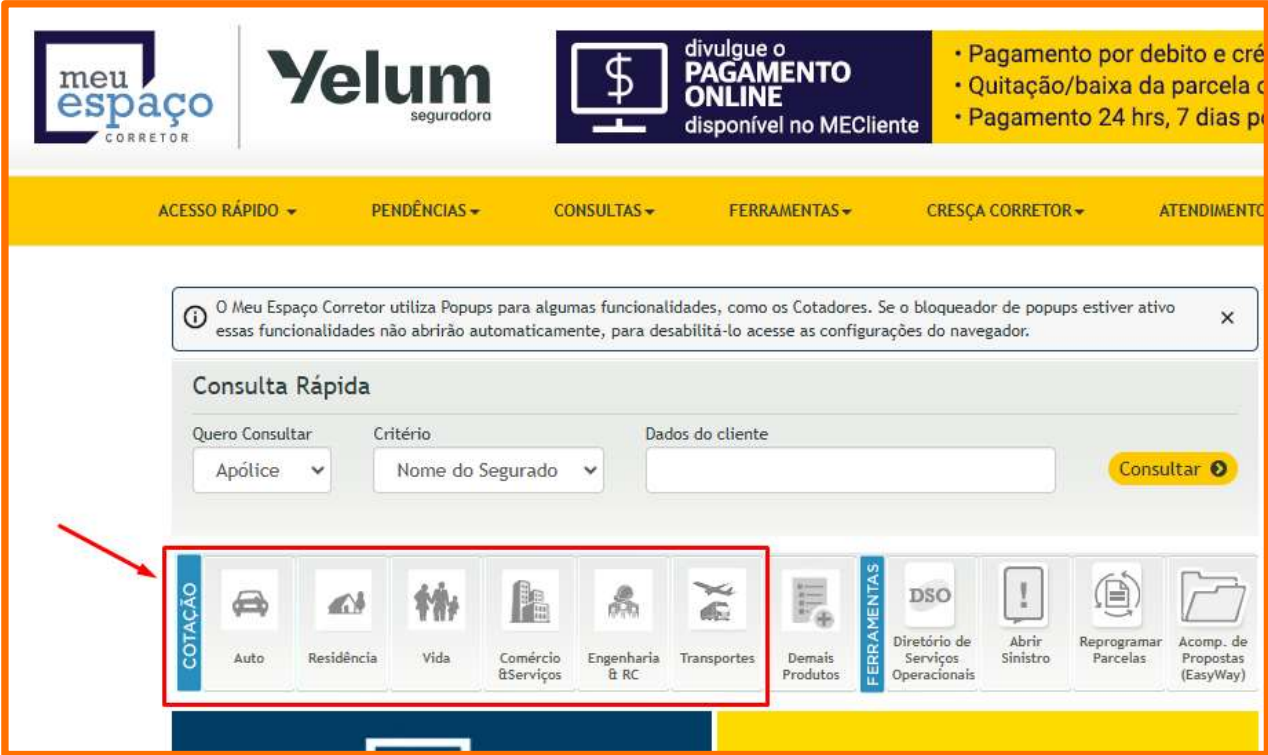 meu
espaço
CORRETOR
Yelum
seguradora
$
divulgue o
PAGAMENTO
ONLINE
disponível no MECliente
• Pagamento por debito e cré
• Quitação/baixa da parcela
• Pagamento 24 hrs, 7 dias
ACESSO RÁPIDO
PENDÊNCIAS
CONSULTAS
FERRAMENTAS
CRESÇA CORRETOR
ATENDIMENTO
O Meu Espaço Corretor utiliza Popups para algumas funcionalidades, como os Cotadores. Se o bloqueador de popups estiver ativo
essas funcionalidades não abrirão automaticamente, para desabilitá-lo acesse as configurações do navegador.
×
Consulta Rápida
Quero Consultar
Critério
Dados do cliente
Apólice
Nome do Segurado
Consultar
COTAÇÃO
Auto
Residência
Vida
Comércio
&Serviços
Engenharia
& RC
Transportes
Demais
Produtos
FERRAMENTAS
DSO
Diretório de
Serviços
Operacionais
!
Abrir
Sinistro
Reprogramar
Parcelas
Acomp. de
Propostas
(EasyWay)